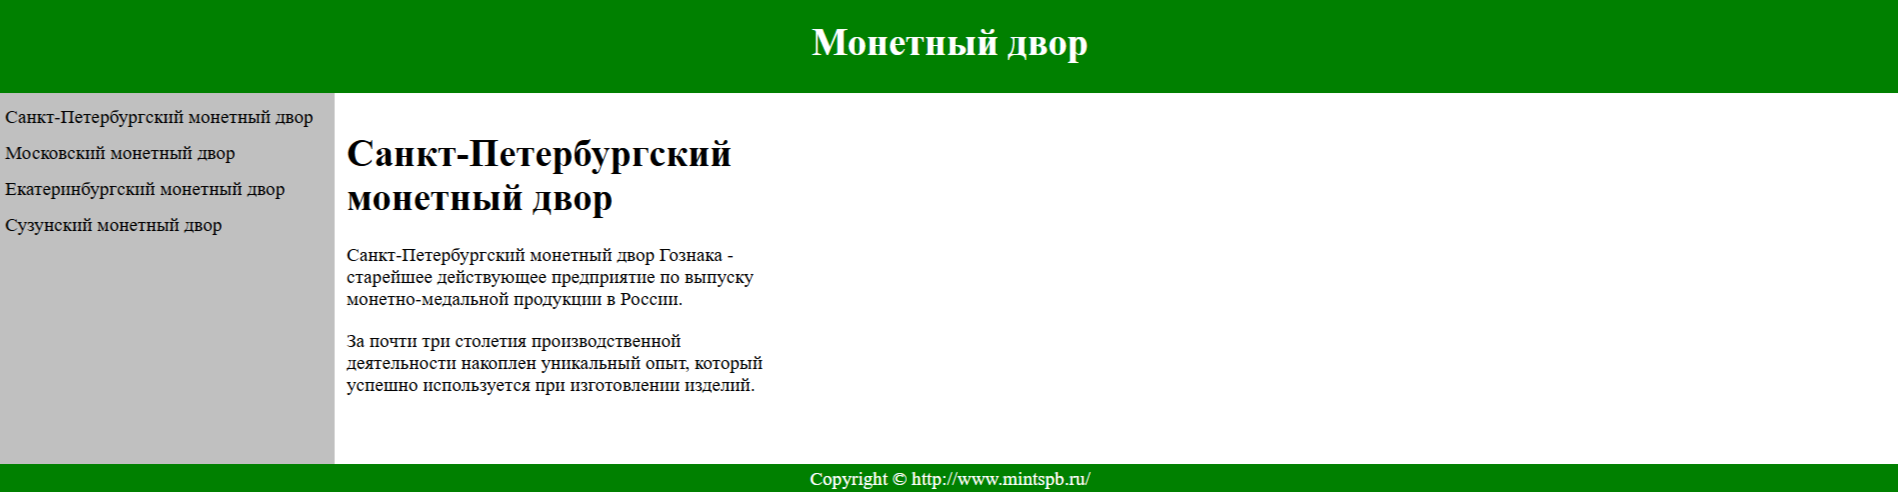 Монетный двор
Санкт-Петербургский монетный двор
Московский монетный двор
Екатеринбургский монетный двор
Сузунский монетный двор
Санкт-Петербургский
монетный двор
Санкт-Петербургский монетный двор Гознака -
старейшее действующее предприятие по выпуску
монетно-медальной продукции в России.
За почти три столетия производственной
деятельности накоплен уникальный опыт, который
успешно используется при изготовлении изделий.
Copyright © http://www.mintspb.ru/